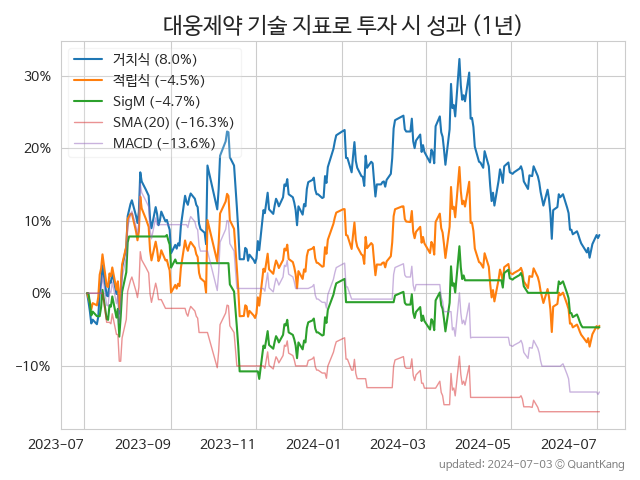 대웅제약 기술 지표로 투자 시 성과 (1년)
거치식 (8.0%)
적립식 (−4.5%)
SigM (−4.7%)
SMA(20) (−16.3%)
MACD (−13.6%)
30%
20%
10%
0%
−10%
2023-07 2023-09 2023-11 2024-01 2024-03 2024-05 2024-07
updated: 2024-07-03 © QuantKang